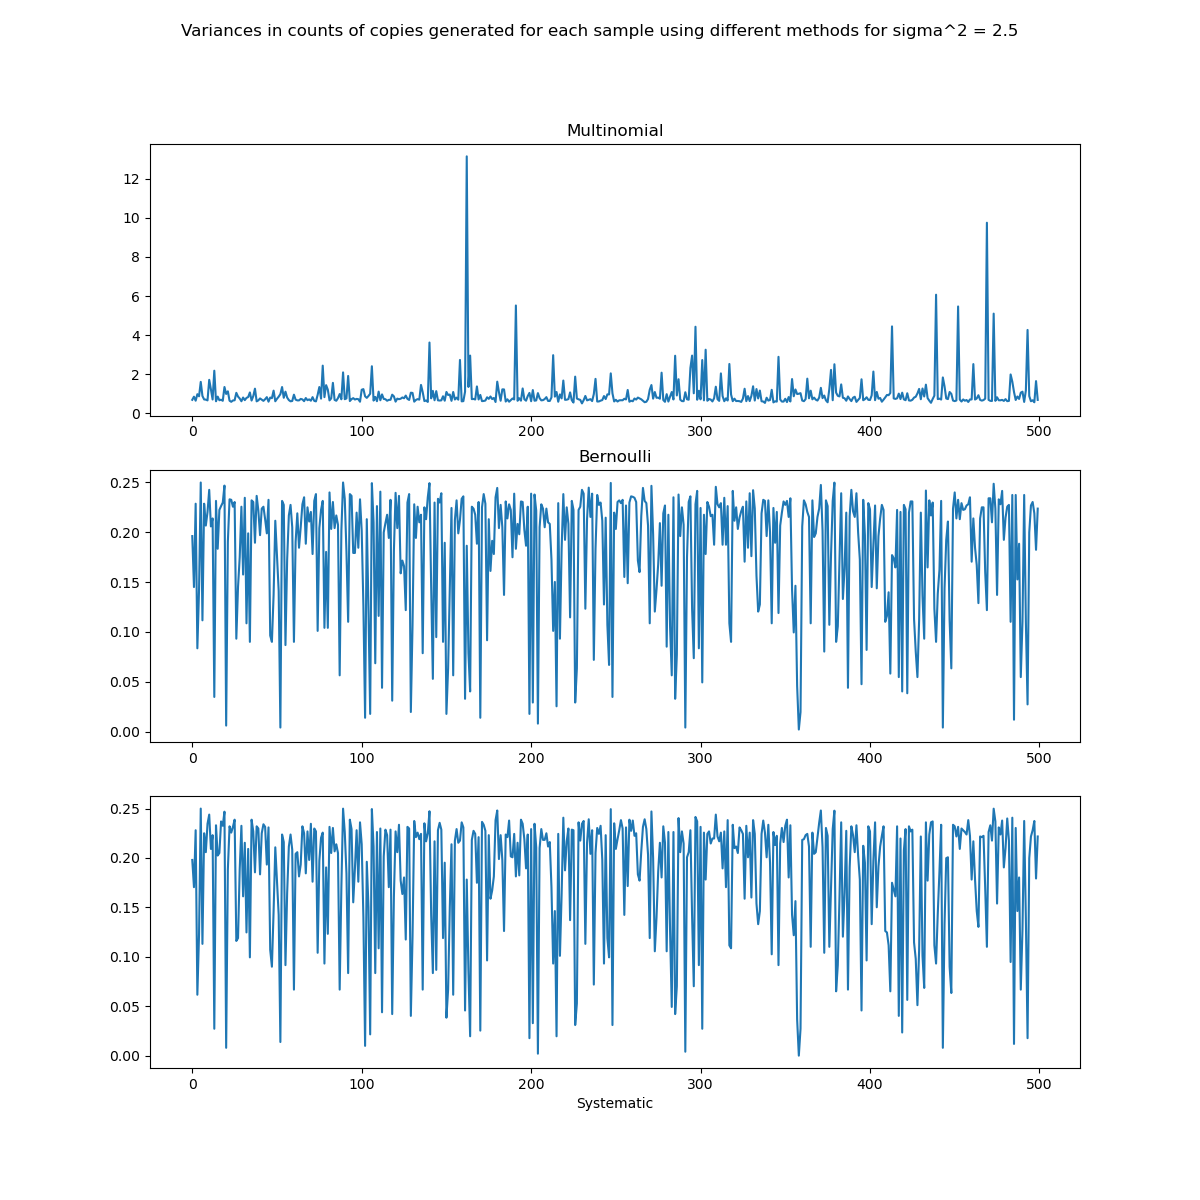 Variances in counts of copies generated for each sample using different methods for sigma^2 = 2.5
Multinomial
12
10
8
6
4
2
0
0 100 200 300 400 500
Bernoulli
0.25
0.20
0.15
0.10
0.05
0.00
0 100 200 300 400 500
0.25
0.20
0.15
0.10
0.05
0.00
0 100 200 300 400 500
Systematic